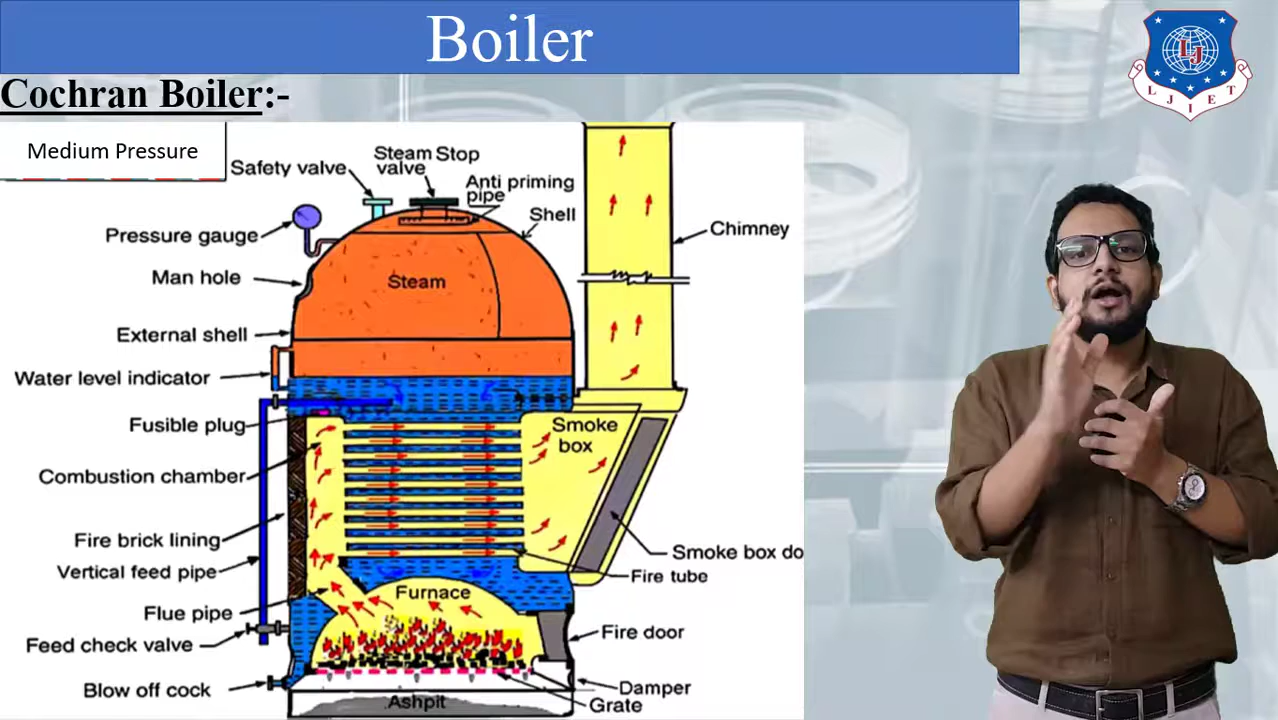 Boiler
Cochran Boiler:-
Medium Pressure
Safety valve
Steam Stop
valve
Anti priming
pipe
Shell
Pressure gauge
Chimney
Man hole
Steam
External shell
Water level indicator
Fusible plug
Smoke
box
Combustion chamber
Fire brick lining
Smoke box do
Vertical feed pipe
Fire tube
Furnace
Flue pipe
Fire door
Feed check valve
Blow off cock
Damper
Ashpit
Grate
LJ
LJIET